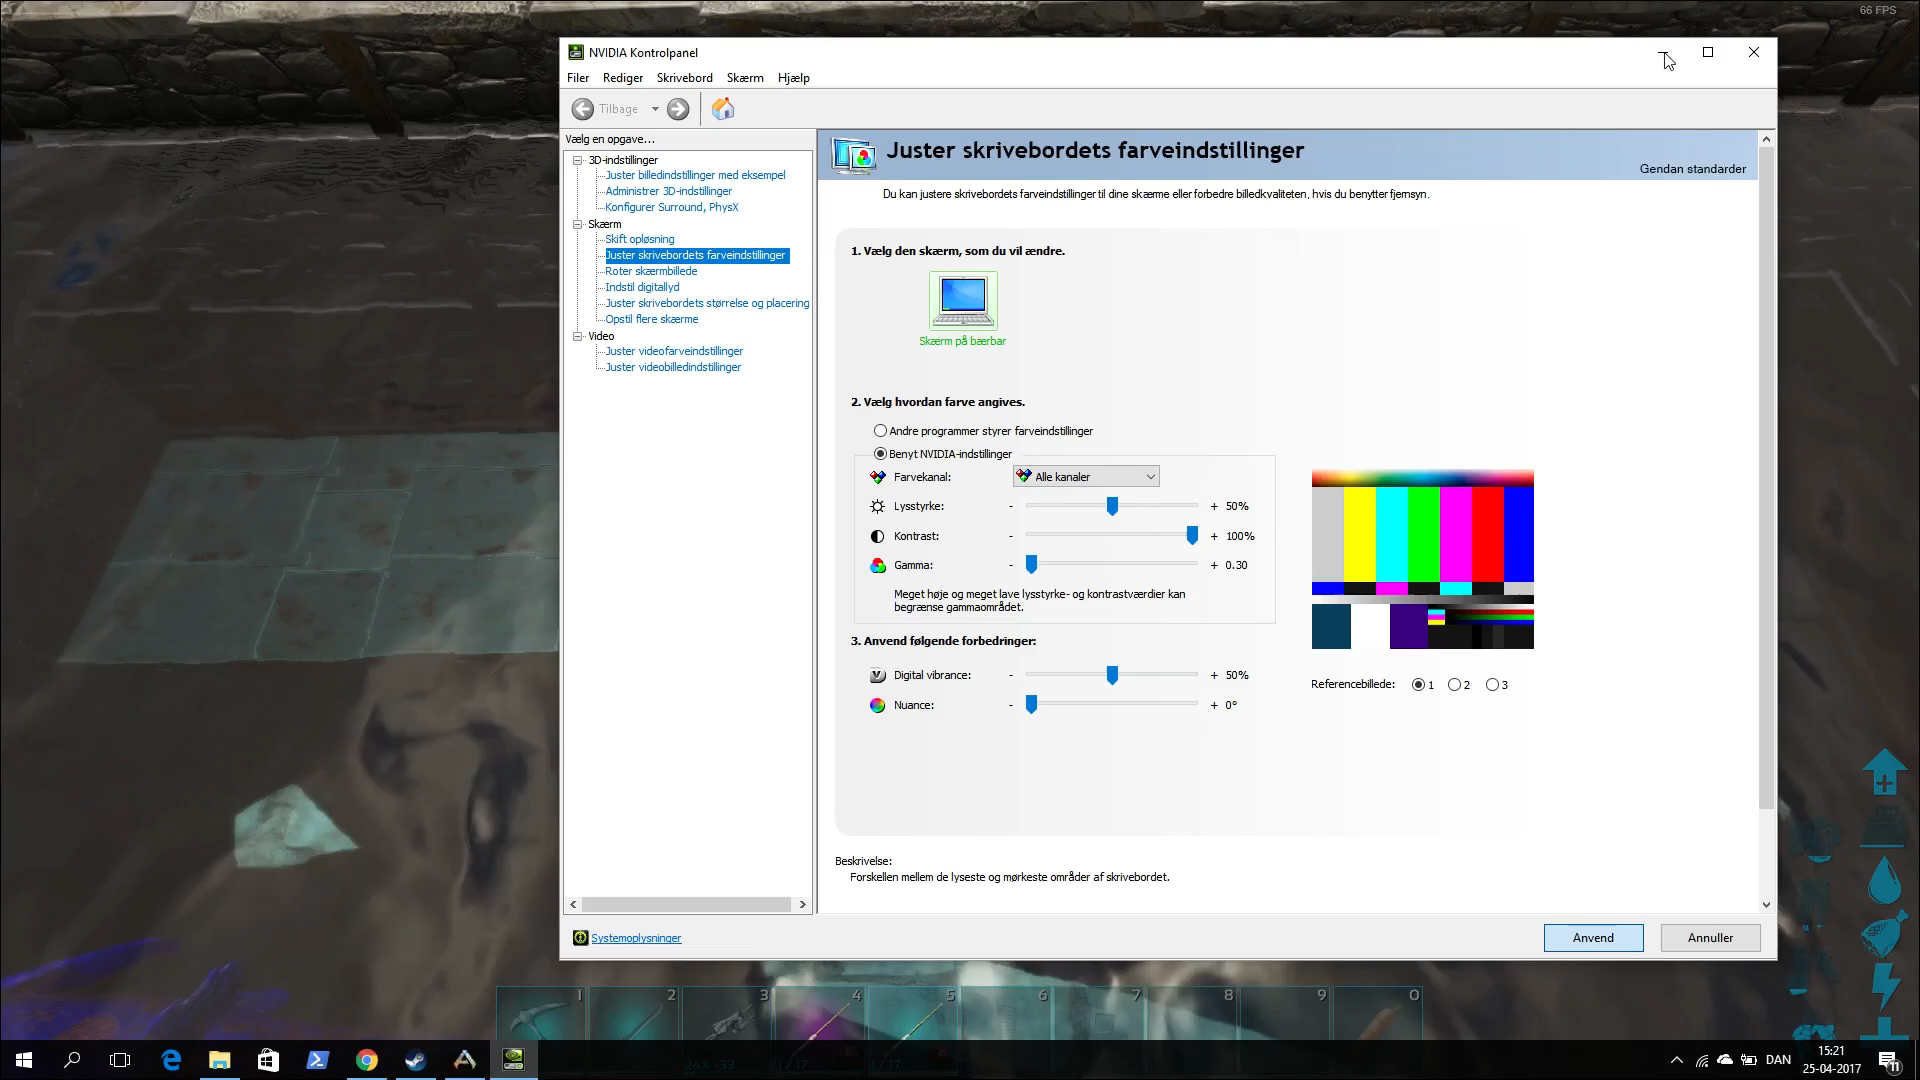 66 FPS
NVIDIA Kontrolpanel
Filer Rediger Skrivebord Skærm Hjælp
Tilbage
Vælg en opgave...
3D-indstillinger
Juster billedindstillinger med eksempel
Administrer 3D-indstillinger
Konfigurer Surround, PhysX
Skærm
Skift opløsning
Juster skrivebordets farveindstillinger
Roter skærmbillede
Indstil digitallyd
Juster skrivebordets størrelse og placering
Opstil flere skærme
Video
Juster videofarveindstillinger
Juster videobilledindstillinger
Systemoplysninger
Juster skrivebordets farveindstillinger
Gendan standarder
Du kan justere skrivebordets farveindstillinger til dine skærme eller forbedre billedkvaliteten, hvis du benytter fjernsyn.
1. Vælg den skærm, som du vil ændre.
Skærm på bærbar
2. Vælg hvordan farve angives.
Andre programmer styrer farveindstillinger
Benyt NVIDIA-indstillinger
Farvekanal: Alle kanaler
Lysstyrke: - + 50%
Kontrast: - + 100%
Gamma: - + 0.30
Meget høje og meget lave lysstyrke- og kontrastværdier kan
begrænse gammaområdet.
3. Anvend følgende forbedringer:
Digital vibrance: - + 50%
Nuance: - + 0°
Referencebillede: 1 2 3
Beskrivelse:
Forskellen mellem de lyseste og mørkeste områder af skrivebordet.
Anvend Annuller
1 2 3 4 5 6 7 8 9 0
DAN
15:21
25-04-2017
11